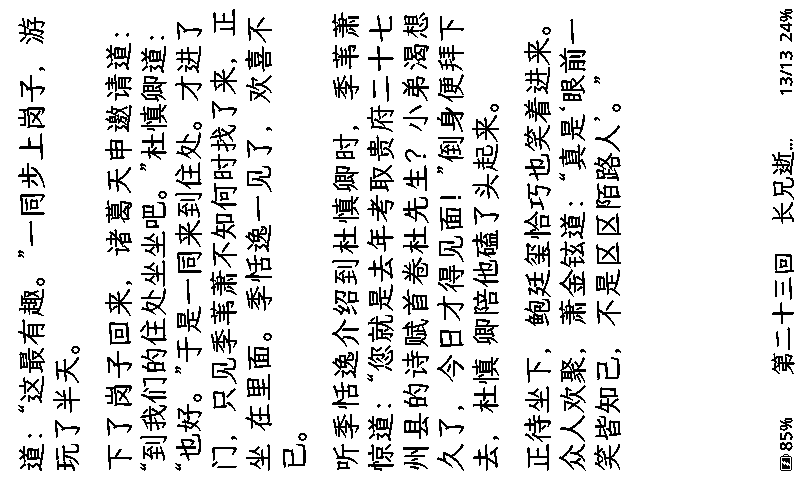 道：“这最有趣。”一同步上岗子，游
玩了半天。
下了岗子回来，诸葛天申邀请道：
“到我们的住处坐坐吧。”杜慎卿道：
“也好。”于是一同来到住处。才进了
门，只见季苇萧不知何时找了来，正
坐在里面。季恬逸一见了，欢喜不
已。
听季恬逸介绍到杜慎卿时，季苇萧
惊道：“您就是去年考取贵府二十七
州县的诗赋首卷杜先生？小弟渴想
久了，今日才得见面！”倒身便拜下
去，杜慎卿陪他磕了头起来。
正待坐下，鲍廷玺恰巧也笑着进来。
众人欢聚，萧金铉道：“真是‘眼前一
笑皆知己，不是区区陌路人’。”
85% 第二十三回 长兄逝... 13/13 24%